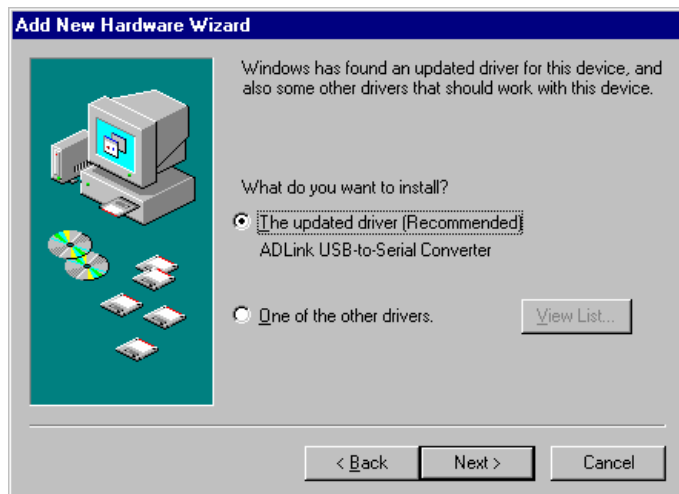 Add New Hardware Wizard
Windows has found an updated driver for this device, and
also some other drivers that should work with this device.
What do you want to install?
The updated driver (Recommended)
ADLink USB-to-Serial Converter
One of the other drivers.
View List...
< Back
Next >
Cancel